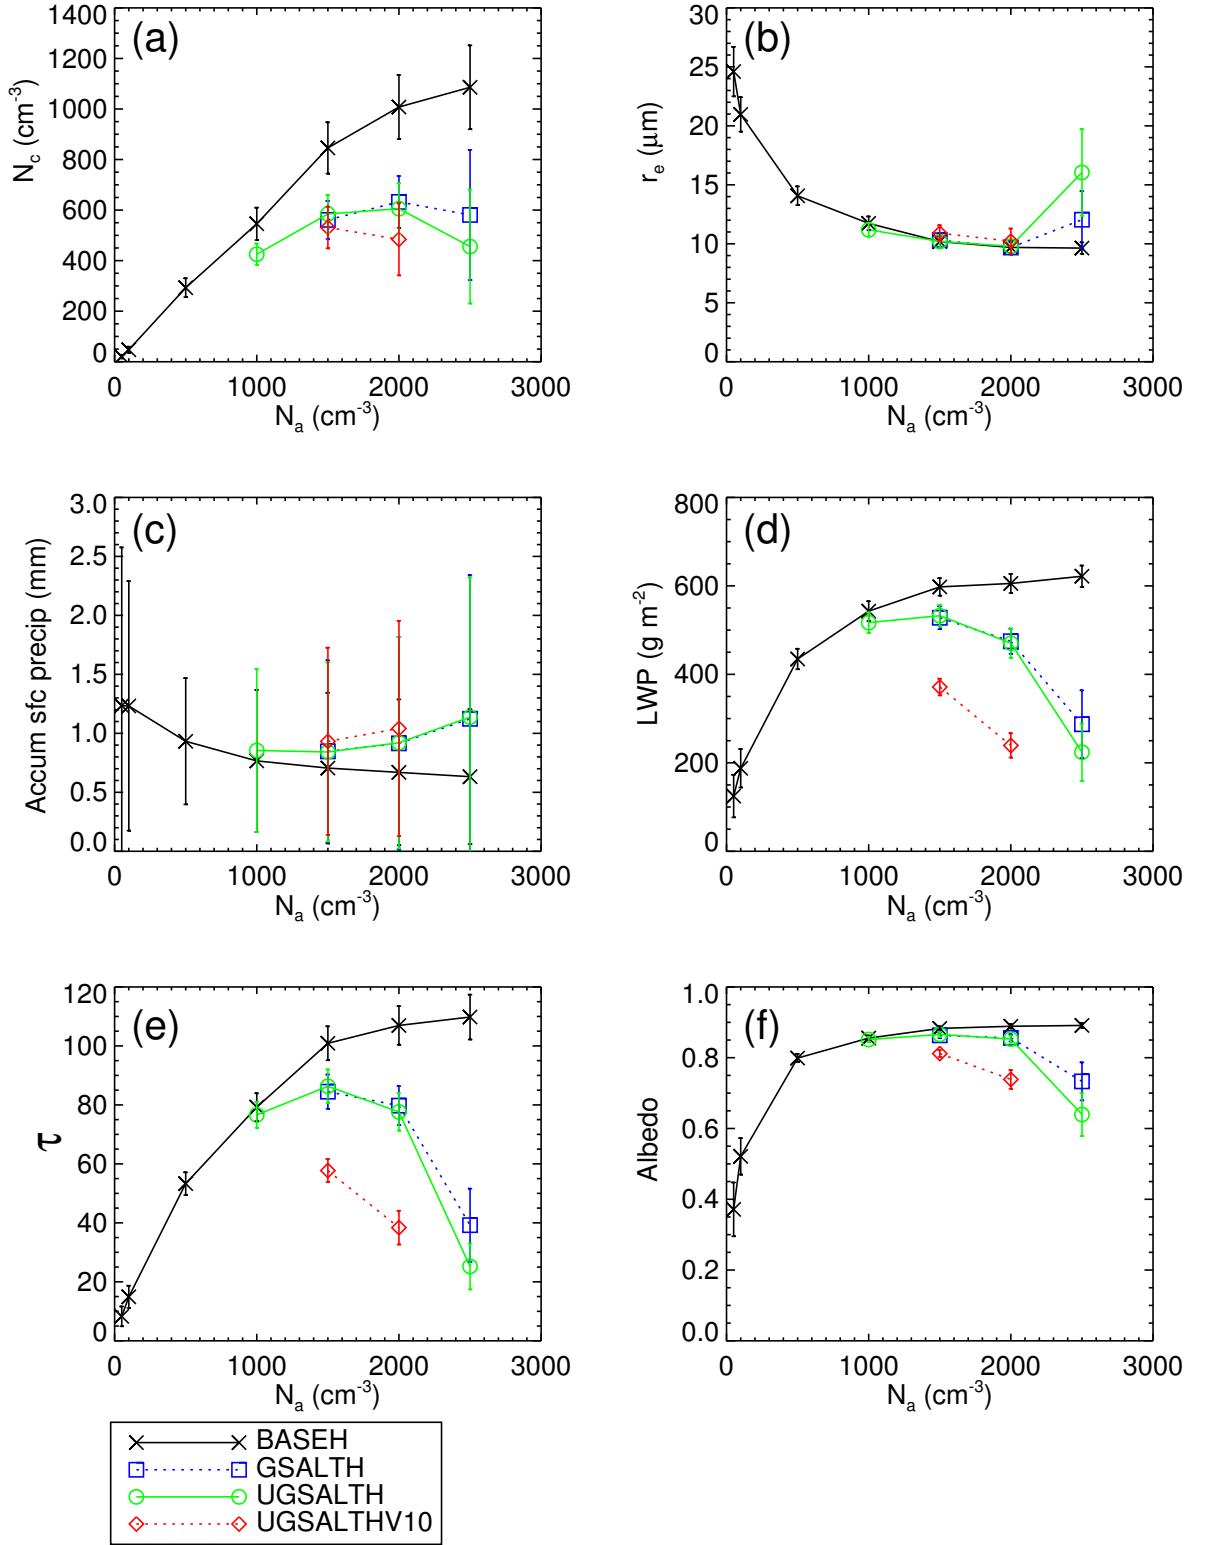 (a)
N_c (cm^-3)
1400
1200
1000
800
600
400
200
0
0 1000 2000 3000
N_a (cm^-3)
(b)
r_e (μm)
30
25
20
15
10
5
0
0 1000 2000 3000
N_a (cm^-3)
(c)
Accum sfc precip (mm)
3.0
2.5
2.0
1.5
1.0
0.5
0.0
0 1000 2000 3000
N_a (cm^-3)
(d)
LWP (g m^-2)
800
600
400
200
0
0 1000 2000 3000
N_a (cm^-3)
(e)
τ
120
100
80
60
40
20
0
0 1000 2000 3000
N_a (cm^-3)
(f)
Albedo
1.0
0.8
0.6
0.4
0.2
0.0
0 1000 2000 3000
N_a (cm^-3)
BASEH
GSALTH
UGSALTH
UGSALTHV10